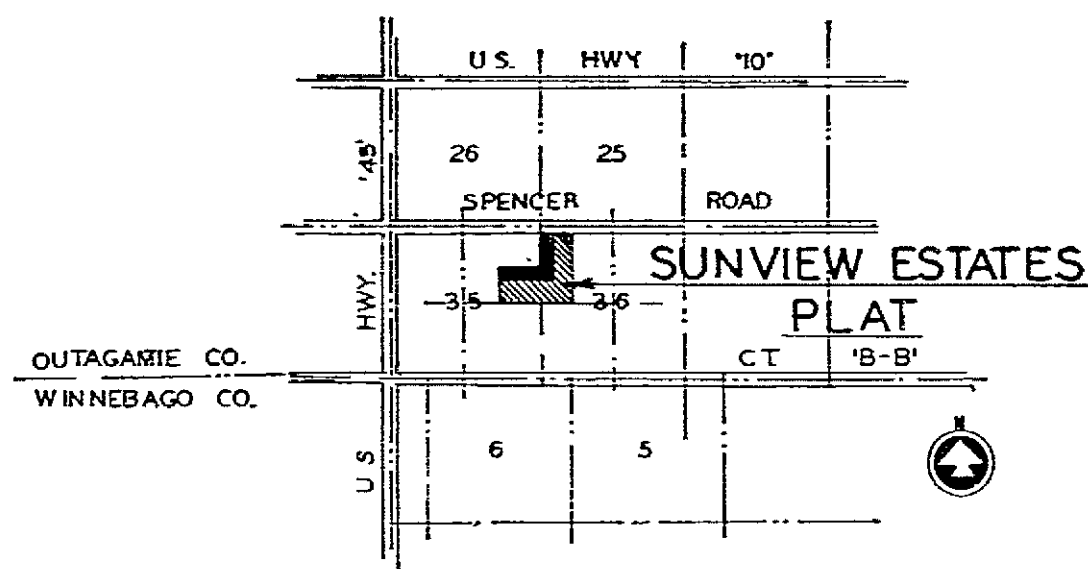 U.S. HWY "10"
'45'
26 25
SPENCER ROAD
SUNVIEW ESTATES
HWY.
35 36
PLAT
OUTAGAMIE CO.
CT. 'B-B'
WINNEBAGO CO.
N
U S
6 5